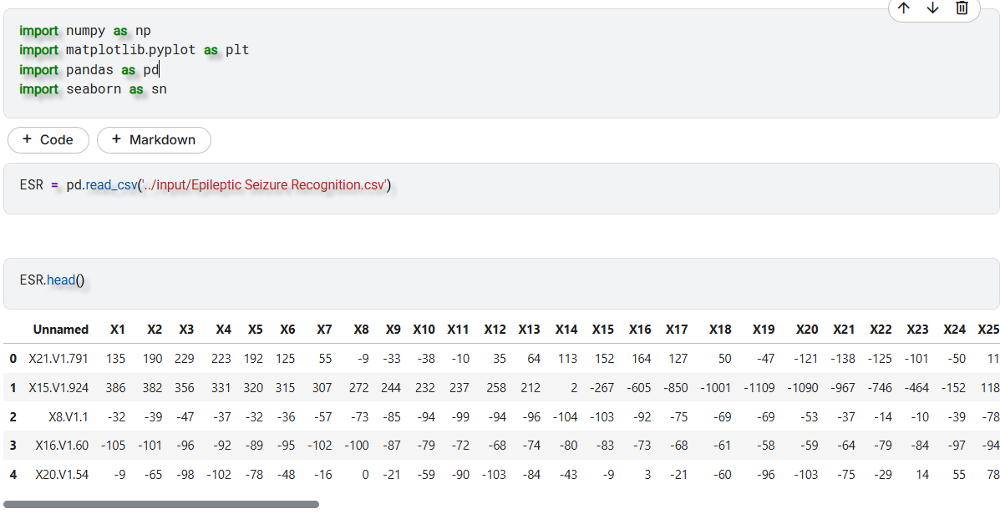 import numpy as np
import matplotlib.pyplot as plt
import pandas as pd
import seaborn as sn
+ Code + Markdown
ESR = pd.read_csv('../input/Epileptic Seizure Recognition.csv')
ESR.head()
Unnamed X1 X2 X3 X4 X5 X6 X7 X8 X9 X10 X11 X12 X13 X14 X15 X16 X17 X18 X19 X20 X21 X22 X23 X24 X25
0 X21.V1.791 135 190 229 223 192 125 55 -9 -33 -38 -10 35 64 113 152 164 127 50 -47 -121 -138 -125 -101 -50 11
1 X15.V1.924 386 382 356 331 320 315 307 272 244 232 237 258 212 2 -267 -605 -850 -1001 -1109 -1090 -967 -746 -464 -152 118
2 X8.V1.1 -32 -39 -47 -37 -32 -36 -57 -73 -85 -94 -99 -94 -96 -104 -103 -92 -75 -69 -69 -53 -37 -14 -10 -39 -78
3 X16.V1.60 -105 -101 -96 -92 -89 -95 -102 -100 -87 -79 -72 -68 -74 -80 -83 -73 -68 -61 -58 -59 -64 -79 -84 -97 -94
4 X20.V1.54 -9 -65 -98 -102 -78 -48 -16 0 -21 -59 -90 -103 -84 -43 -9 3 -21 -60 -96 -103 -75 -29 14 55 78